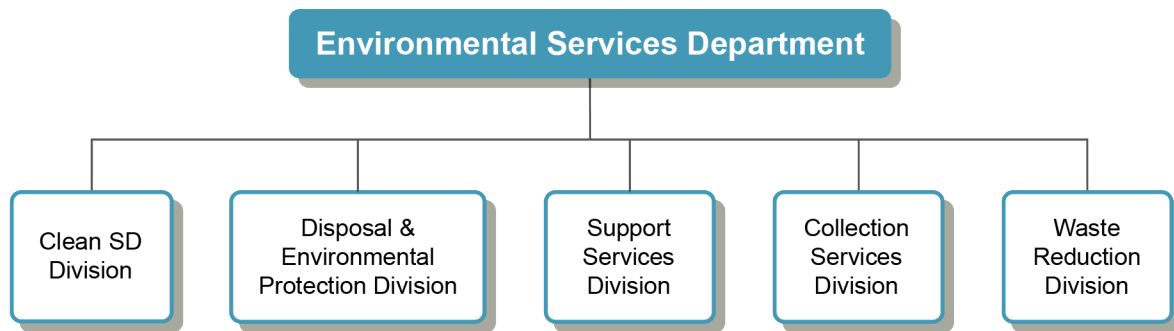 Environmental Services Department
Clean SD
Division
Disposal &
Environmental
Protection Division
Support
Services
Division
Collection
Services
Division
Waste
Reduction
Division